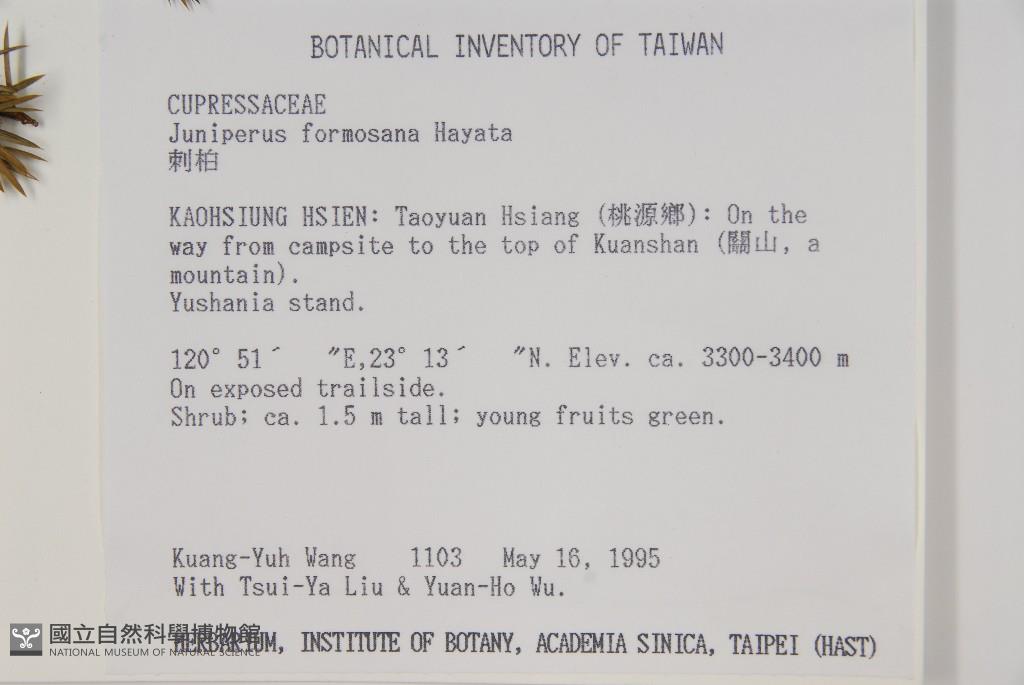 BOTANICAL INVENTORY OF TAIWAN
CUPRESSACEAE
Juniperus formosana Hayata
刺柏
KAOHSIUNG HSIEN: Taoyuan Hsiang (桃源鄉): On the
way from campsite to the top of Kuanshan (關山, a
mountain).
Yushania stand.
120° 51´ ″E,23° 13´ ″N. Elev. ca. 3300-3400 m
On exposed trailside.
Shrub; ca. 1.5 m tall; young fruits green.
Kuang-Yuh Wang 1103 May 16, 1995
With Tsui-Ya Liu & Yuan-Ho Wu.
HERBARIUM, INSTITUTE OF BOTANY, ACADEMIA SINICA, TAIPEI (HAST)
國立自然科學博物館
NATIONAL MUSEUM OF NATURAL SCIENCE